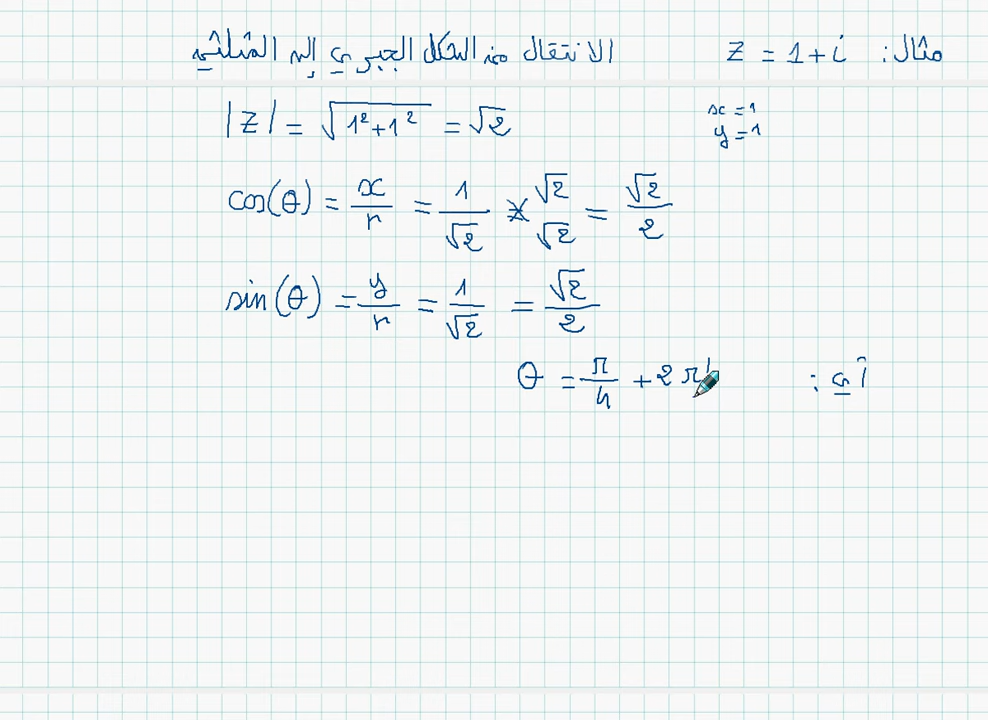 مثال: z = 1 + i الانتقال من الشكل الجبري إلى المثلثي
x = 1
y = 1
|z| = √(1² + 1²) = √2
cos(θ) = x/r = 1/√2 * √2/√2 = √2/2
sin(θ) = y/r = 1/√2 = √2/2
أي : θ = π/4 + 2π